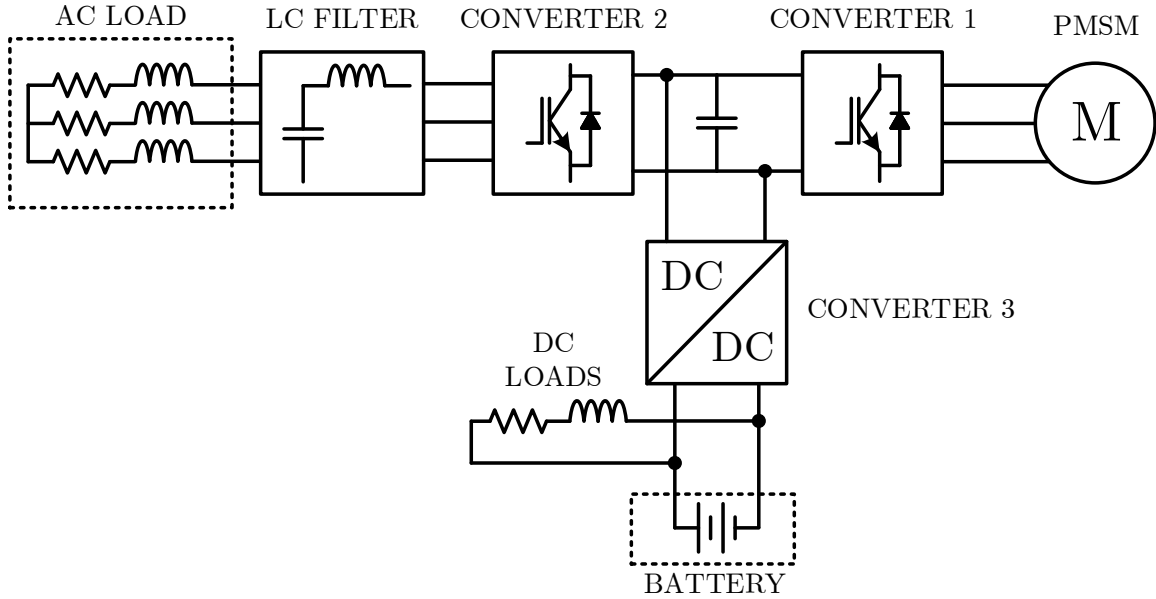 AC LOAD
LC FILTER
CONVERTER 2
CONVERTER 1
PMSM
M
DC
DC
CONVERTER 3
DC
LOADS
BATTERY